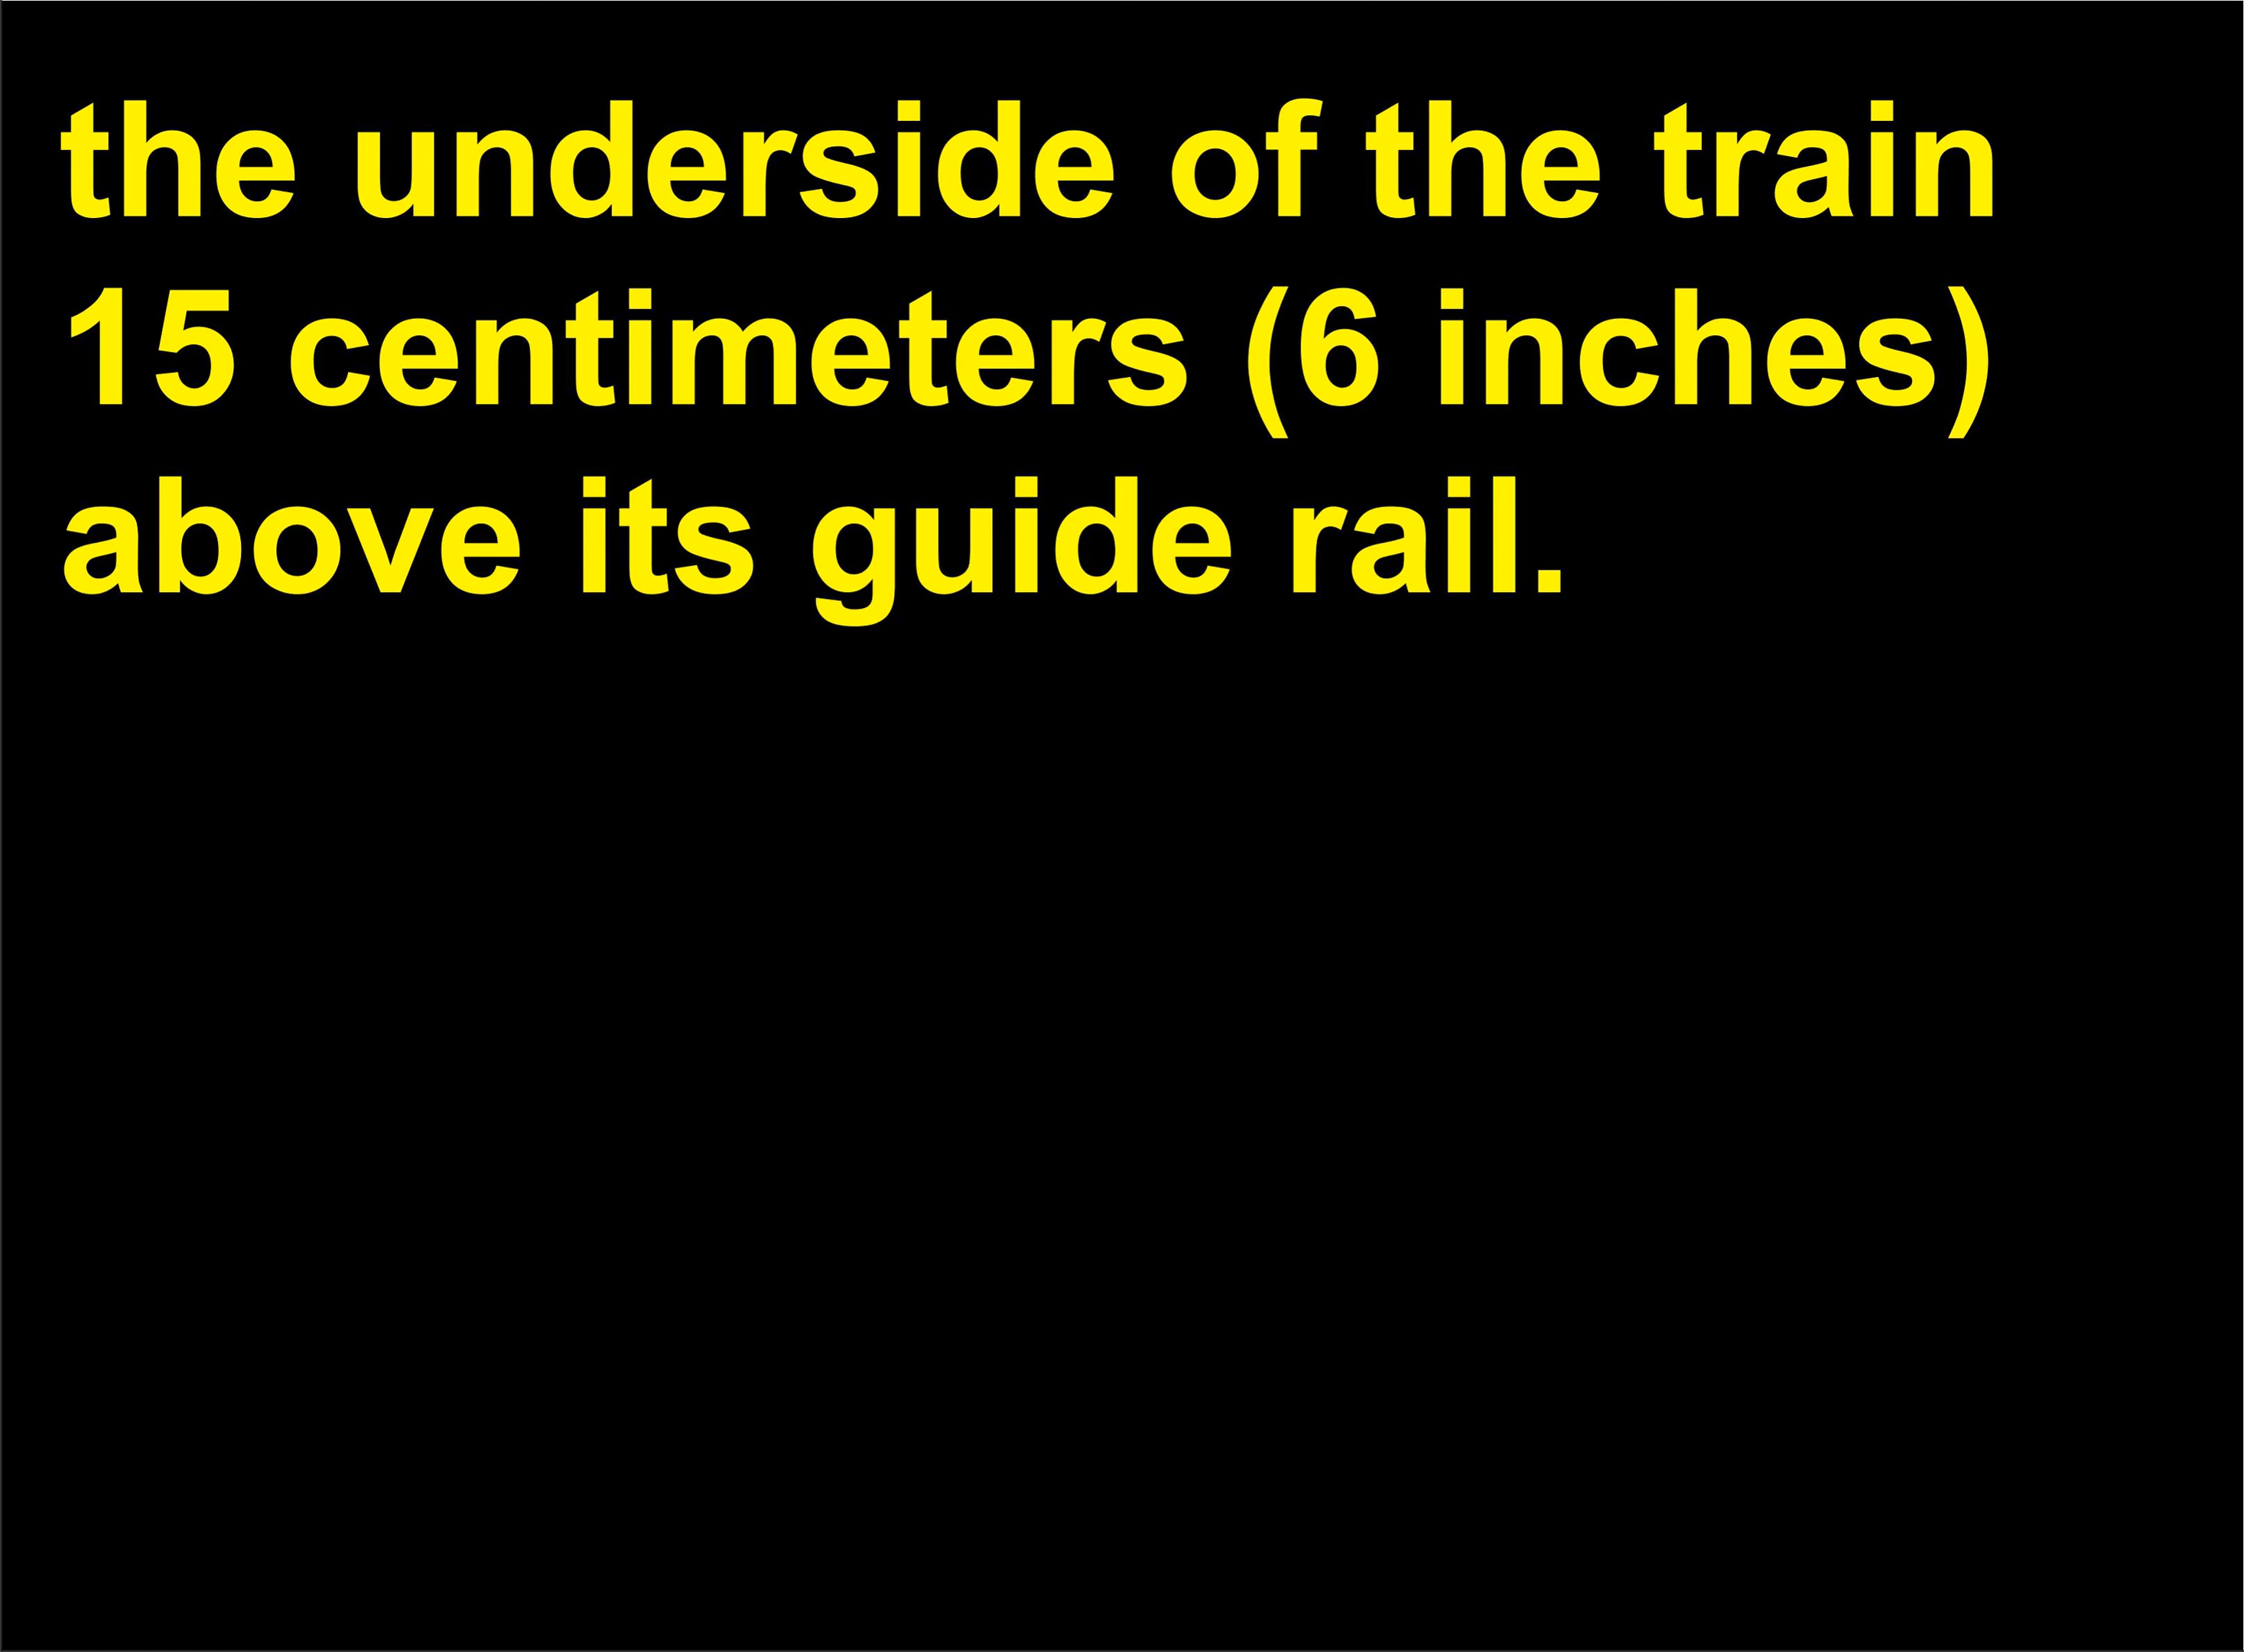 the underside of the train
15 centimeters (6 inches)
above its guide rail.